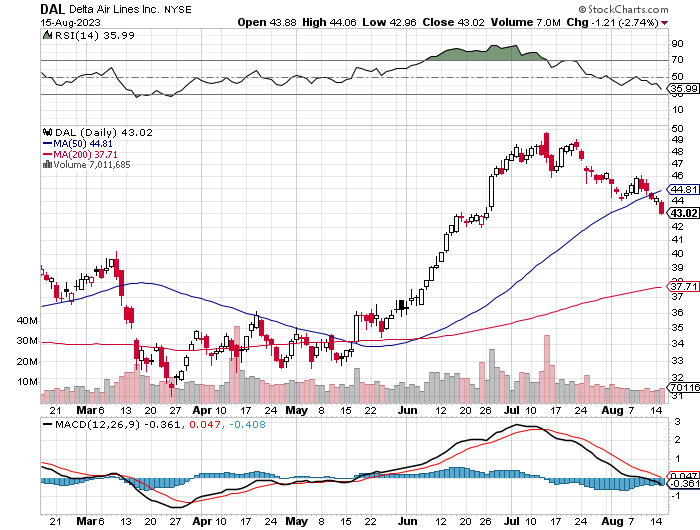 DAL Delta Air Lines Inc. NYSE © StockCharts.com
15-Aug-2023 Open 43.88 High 44.06 Low 42.96 Close 43.02 Volume 7.0M Chg -1.21 (-2.74%)
RSI(14) 35.99
90
70
50
35.99
30
10
DAL (Daily) 43.02
MA(50) 44.81
MA(200) 37.71
Volume 7,011,685
50
49
48
47
46
44.81
44
43.02
42
41
40
39
38
37.71
37
36
40M 35
34
30M
33
20M
32
10M
31
21 Mar 6 13 20 27 Apr 10 17 24 May 8 15 22 Jun 12 20 26 Jul 10 17 24 Aug 7 14
MACD(12,26,9) -0.361, 0.047, -0.408
3
2
1
0.047
-0.361
-1
21 Mar 6 13 20 27 Apr 10 17 24 May 8 15 22 Jun 12 20 26 Jul 10 17 24 Aug 7 14